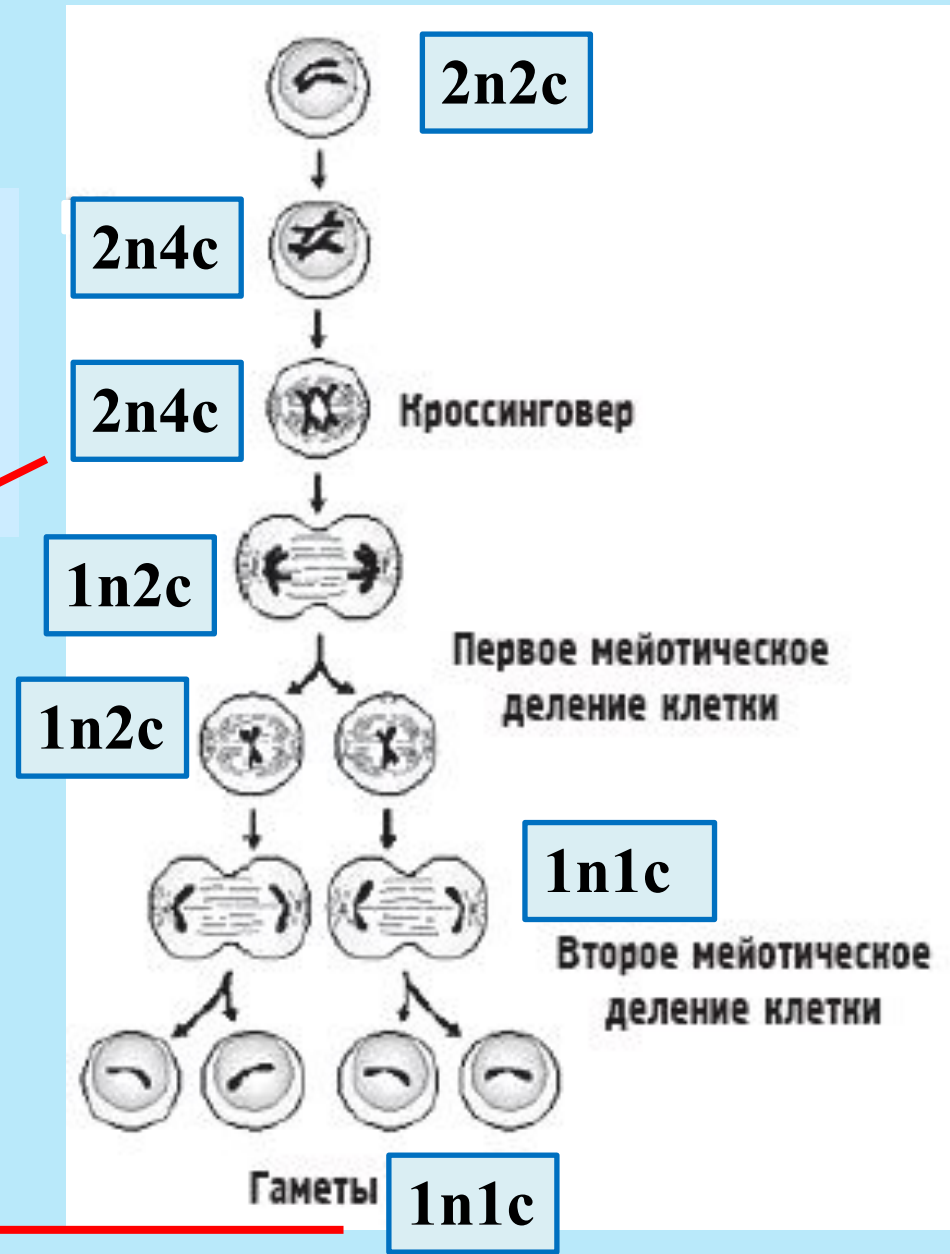 2n2c
2n4c
2n4c
Кроссинговер
1n2c
Первое мейотическое
деление клетки
1n2c
1n1c
Второе мейотическое
деление клетки
Гаметы
1n1c